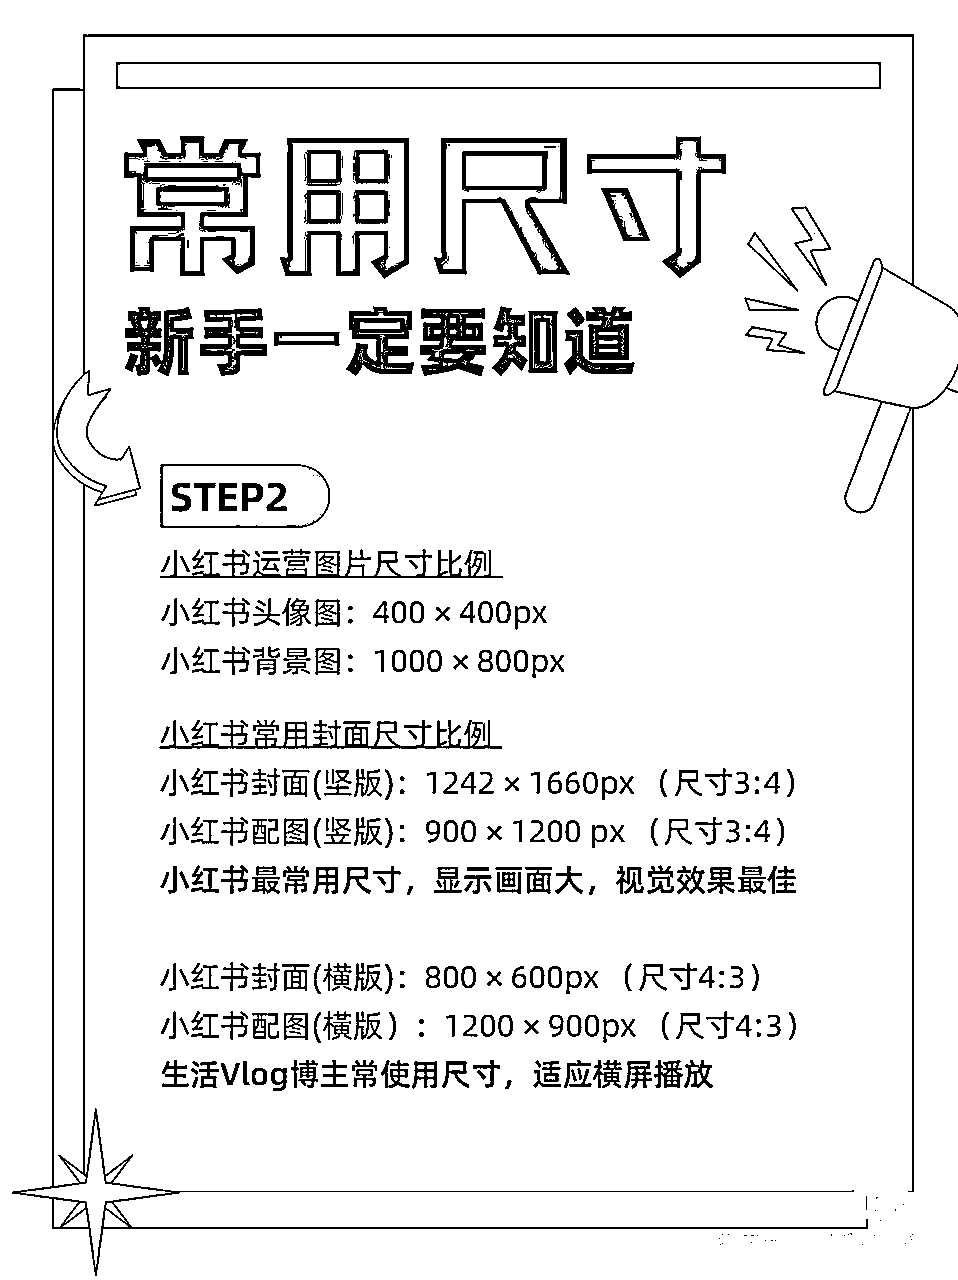 常用尺寸
新手一定要知道
STEP2
小红书运营图片尺寸比例
小红书头像图：400 × 400px
小红书背景图：1000 × 800px
小红书常用封面尺寸比例
小红书封面(竖版)：1242 × 1660px （尺寸3:4）
小红书配图(竖版)：900 × 1200 px （尺寸3:4）
小红书最常用尺寸，显示画面大，视觉效果最佳
小红书封面(横版)：800 × 600px （尺寸4:3）
小红书配图(横版）：1200 × 900px （尺寸4:3）
生活Vlog博主常使用尺寸，适应横屏播放